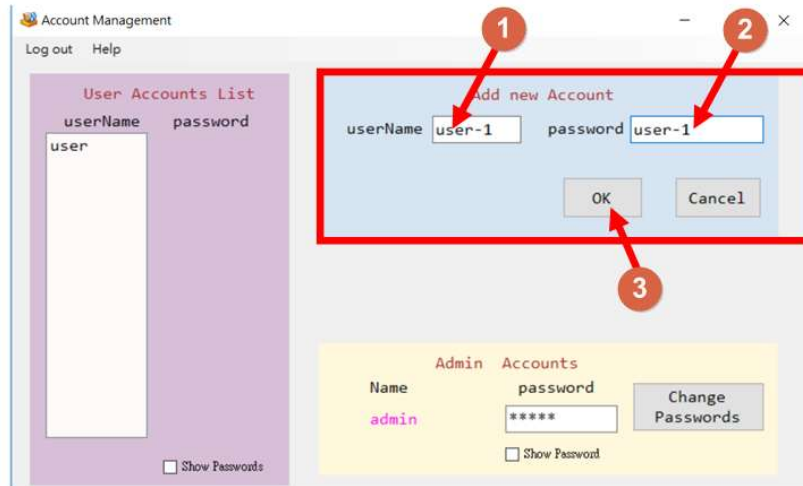 Account Management
1
2
Log out Help
User Accounts List
userName password
user
Add new Account
userName user-1 password user-1
OK Cancel
3
Admin Accounts
Name password
admin *****
Change
Passwords
Show Passwords
Show Password